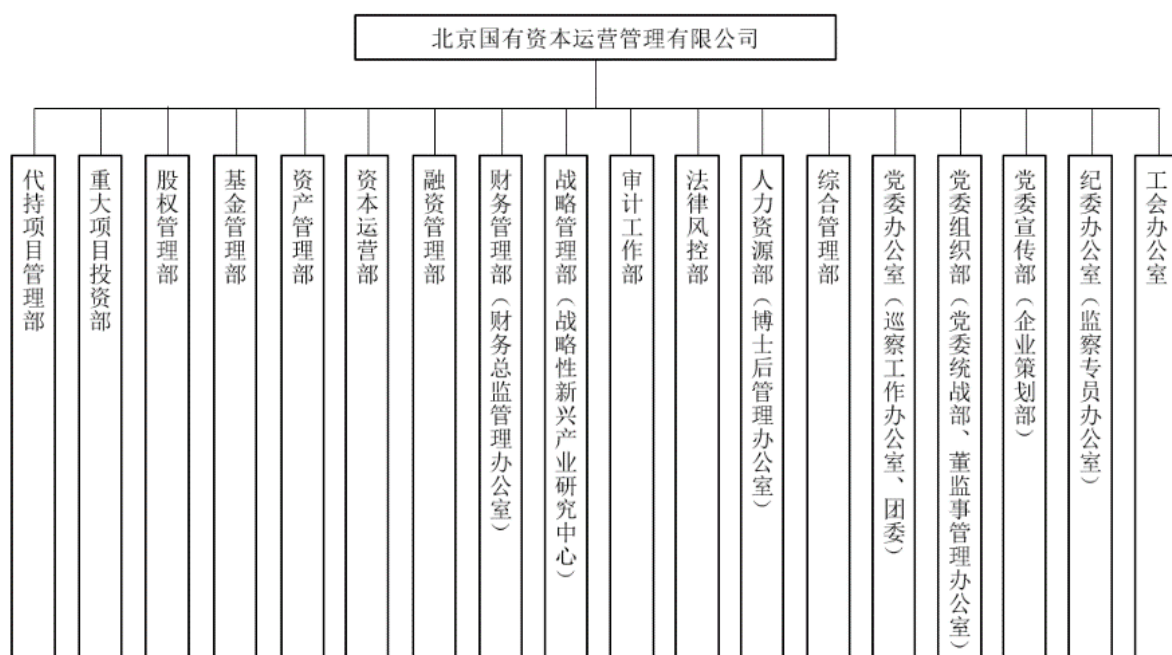 北京国有资本运营管理有限公司
代持项目管理部
重大项目投资部
股权管理部
基金管理部
资产管理部
资本运营部
融资管理部
财务管理部（财务总监管理办公室）
战略管理部（战略性新兴产业研究中心）
审计工作部
法律风控部
人力资源部（博士后管理办公室）
综合管理部
党委办公室（巡察工作办公室、团委）
党委组织部（党委统战部、董监事管理办公室）
党委宣传部（企业策划部）
纪委办公室（监察专员办公室）
工会办公室